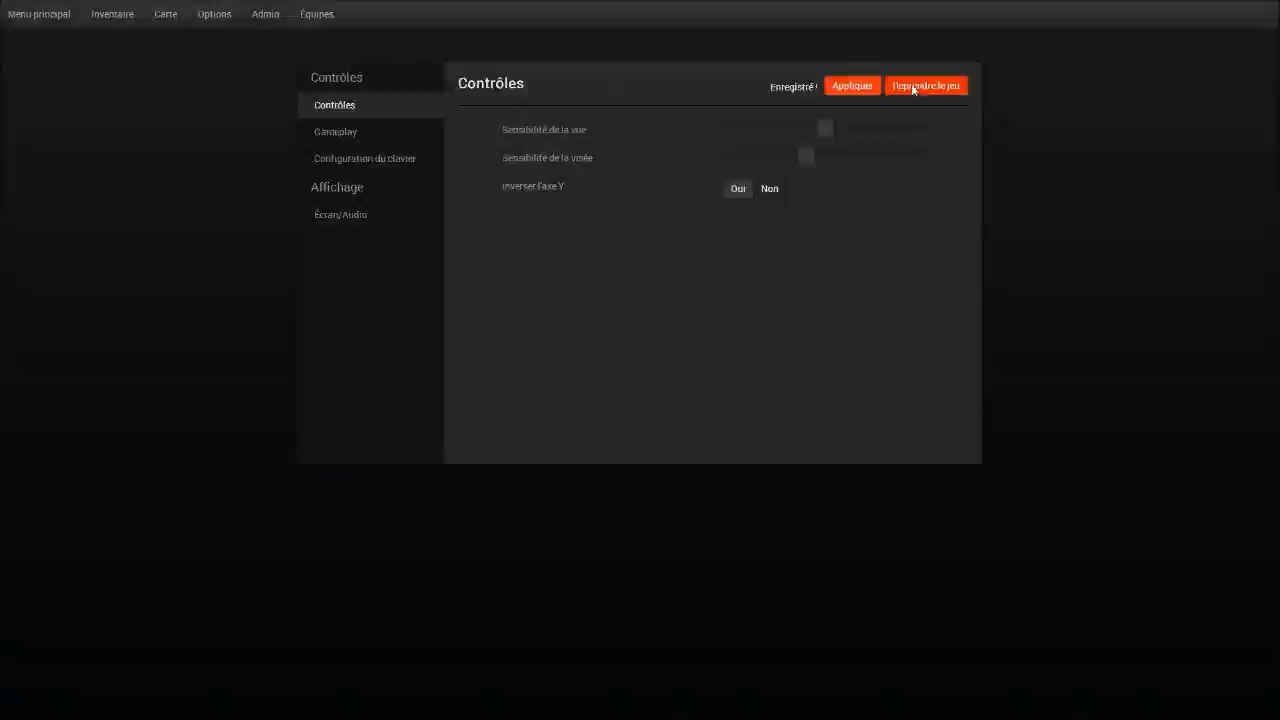 Menu principal Inventaire Carte Options Admin Équipes
Contrôles
Contrôles
Gameplay
Configuration du clavier
Affichage
Écran/Audio
Contrôles
Enregistré ! Appliquer Reprendre le jeu
Sensibilité de la vue
Sensibilité de la visée
Inverser l'axe Y Oui Non